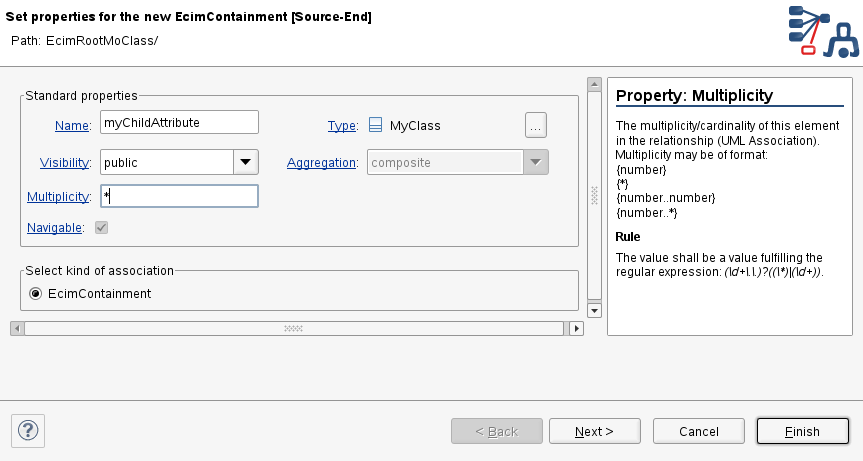 Set properties for the new EcimContainment [Source-End]
Path: EcimRootMoClass/
Standard properties
Name: myChildAttribute
Type: MyClass ...
Visibility: public
Aggregation: composite
Multiplicity: *
Navigable:
Select kind of association
EcimContainment
Property: Multiplicity
The multiplicity/cardinality of this element
in the relationship (UML Association).
Multiplicity may be of format:
{number}
{*}
{number..number}
{number..*}
Rule
The value shall be a value fulfilling the
regular expression: (\d+\.\.)?((\*)|(\d+)).
?
< Back
Next >
Cancel
Finish